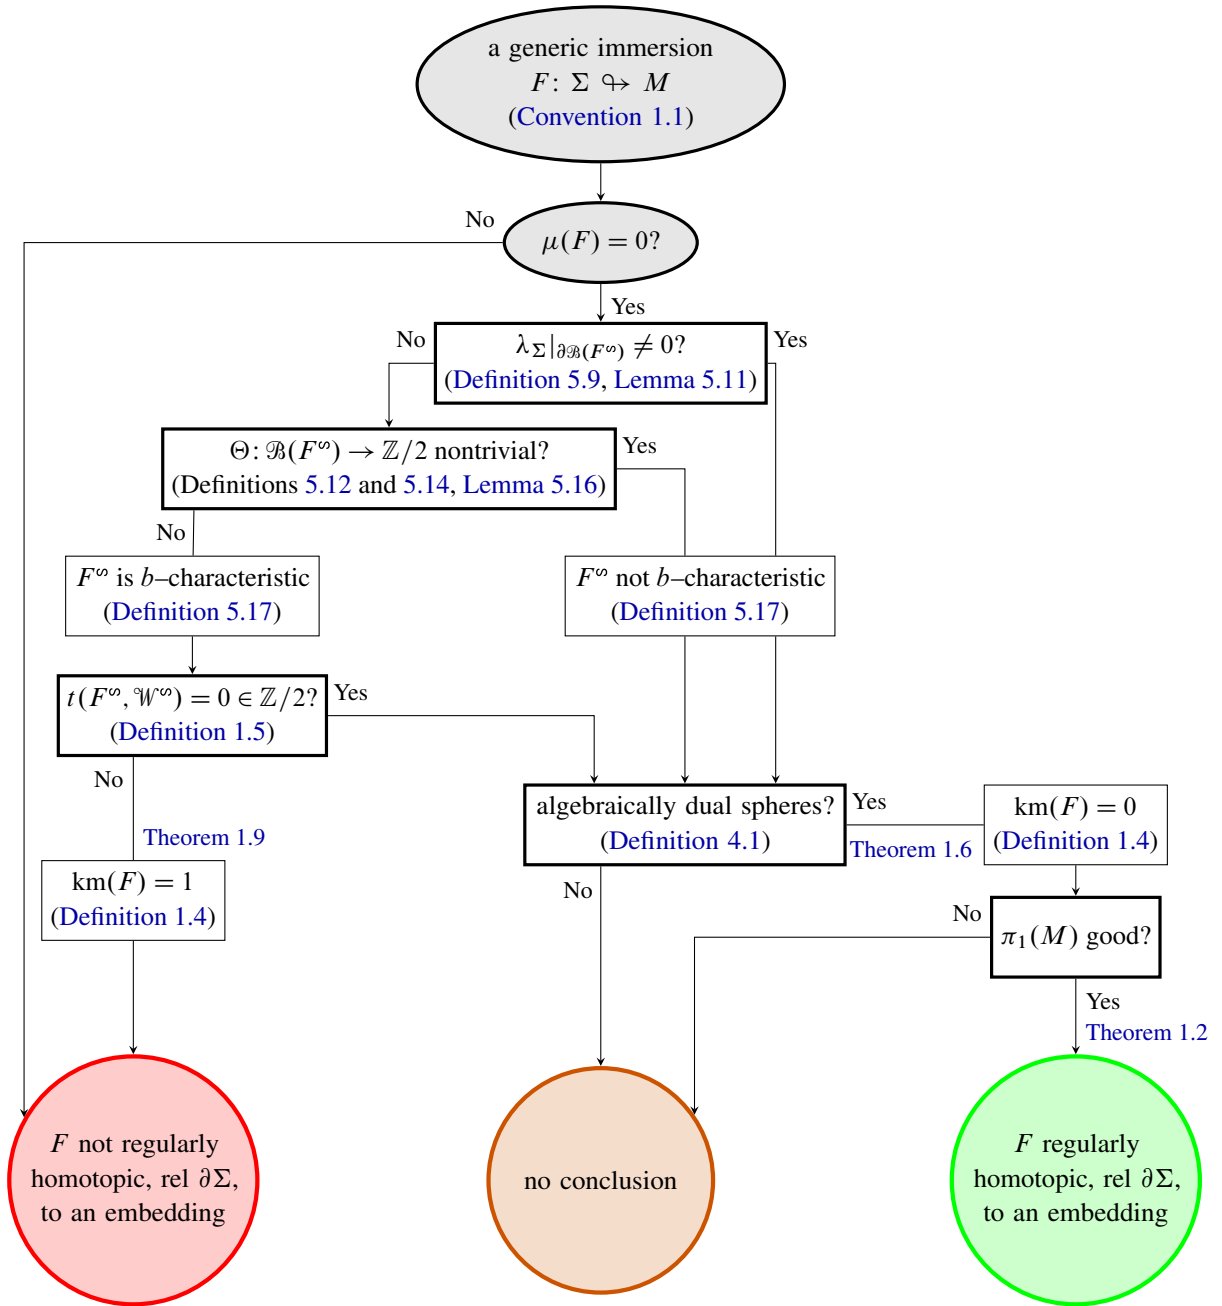 a generic immersion
F: Σ ↬ M
(Convention 1.1)
No
μ(F) = 0?
Yes
No
λ_Σ|_{∂ℬ(F^∽)} ≠ 0?
(Definition 5.9, Lemma 5.11)
Yes
Θ: ℬ(F^∽) → ℤ/2 nontrivial?
(Definitions 5.12 and 5.14, Lemma 5.16)
Yes
No
F^∽ is b–characteristic
(Definition 5.17)
F^∽ not b–characteristic
(Definition 5.17)
t(F^∽, 𝒲^∽) = 0 ∈ ℤ/2?
(Definition 1.5)
Yes
No
Theorem 1.9
algebraically dual spheres?
(Definition 4.1)
Yes
Theorem 1.6
km(F) = 0
(Definition 1.4)
km(F) = 1
(Definition 1.4)
No
No
π₁(M) good?
Yes
Theorem 1.2
F not regularly
homotopic, rel ∂Σ,
to an embedding
no conclusion
F regularly
homotopic, rel ∂Σ,
to an embedding